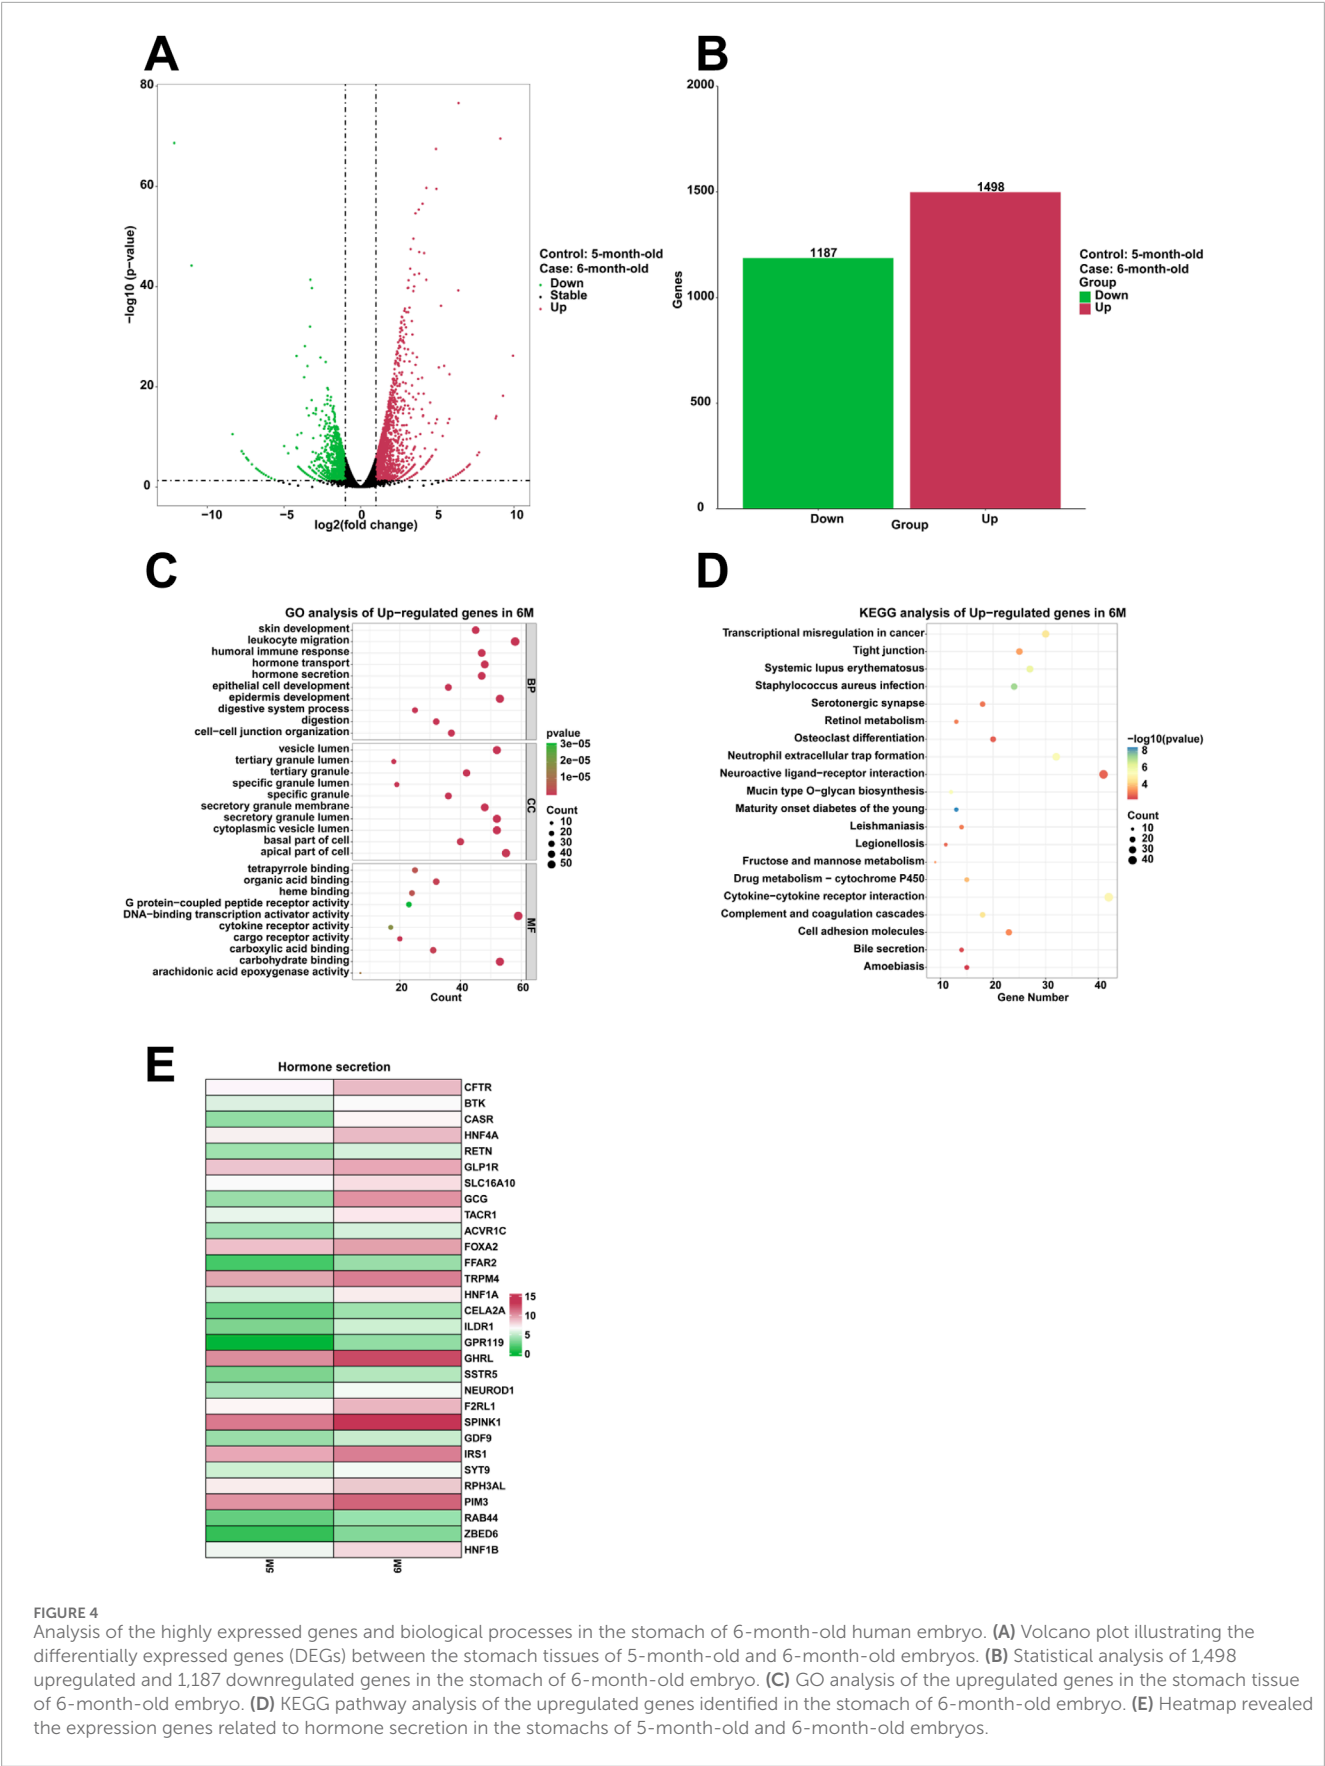 A
80
60
40
20
0
−log10 (p−value)
−10
−5
0
5
10
log2(fold change)
Control: 5-month-old
Case: 6-month-old
Down
Stable
Up
B
2000
1500
1000
500
0
Genes
1187
1498
Down
Up
Group
Control: 5-month-old
Case: 6-month-old
Group
Down
Up
C
GO analysis of Up−regulated genes in 6M
skin development
leukocyte migration
humoral immune response
hormone transport
hormone secretion
epithelial cell development
epidermis development
digestive system process
digestion
cell−cell junction organization
BP
vesicle lumen
tertiary granule lumen
tertiary granule
specific granule lumen
specific granule
secretory granule membrane
secretory granule lumen
cytoplasmic vesicle lumen
basal part of cell
apical part of cell
CC
tetrapyrrole binding
organic acid binding
heme binding
G protein−coupled peptide receptor activity
DNA−binding transcription activator activity
cytokine receptor activity
cargo receptor activity
carboxylic acid binding
carbohydrate binding
arachidonic acid epoxygenase activity
MF
20
40
60
Count
pvalue
3e−05
2e−05
1e−05
Count
10
20
30
40
50
D
KEGG analysis of Up−regulated genes in 6M
Transcriptional misregulation in cancer
Tight junction
Systemic lupus erythematosus
Staphylococcus aureus infection
Serotonergic synapse
Retinol metabolism
Osteoclast differentiation
Neutrophil extracellular trap formation
Neuroactive ligand−receptor interaction
Mucin type O−glycan biosynthesis
Maturity onset diabetes of the young
Leishmaniasis
Legionellosis
Fructose and mannose metabolism
Drug metabolism − cytochrome P450
Cytokine−cytokine receptor interaction
Complement and coagulation cascades
Cell adhesion molecules
Bile secretion
Amoebiasis
10
20
30
40
Gene Number
−log10(pvalue)
8
6
4
Count
10
20
30
40
E
Hormone secretion
CFTR
BTK
CASR
HNF4A
RETN
GLP1R
SLC16A10
GCG
TACR1
ACVR1C
FOXA2
FFAR2
TRPM4
HNF1A
CELA2A
ILDR1
GPR119
GHRL
SSTR5
NEUROD1
F2RL1
SPINK1
GDF9
IRS1
SYT9
RPH3AL
PIM3
RAB44
ZBED6
HNF1B
5M
6M
15
10
5
0
FIGURE 4
Analysis of the highly expressed genes and biological processes in the stomach of 6-month-old human embryo. (A) Volcano plot illustrating the
differentially expressed genes (DEGs) between the stomach tissues of 5-month-old and 6-month-old embryos. (B) Statistical analysis of 1,498
upregulated and 1,187 downregulated genes in the stomach of 6-month-old embryo. (C) GO analysis of the upregulated genes in the stomach tissue
of 6-month-old embryo. (D) KEGG pathway analysis of the upregulated genes identified in the stomach of 6-month-old embryo. (E) Heatmap revealed
the expression genes related to hormone secretion in the stomachs of 5-month-old and 6-month-old embryos.